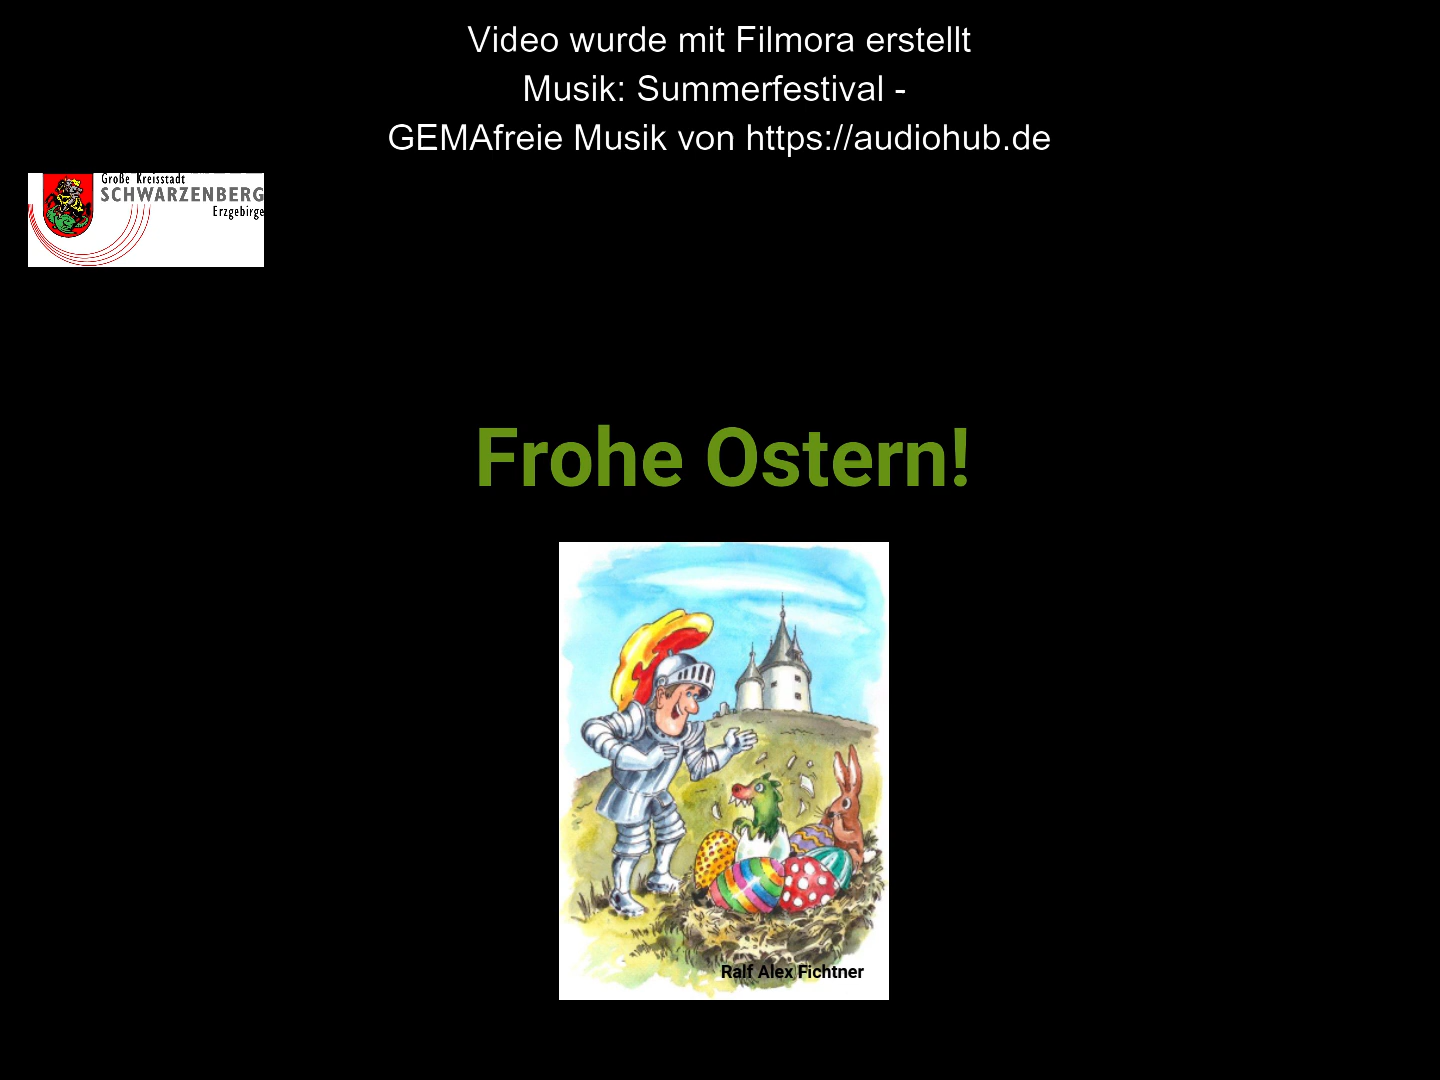 Video wurde mit Filmora erstellt
Musik: Summerfestival -
GEMAfreie Musik von https://audiohub.de
Große Kreisstadt
SCHWARZENBERG
Erzgebirge
Frohe Ostern!
Ralf Alex Fichtner